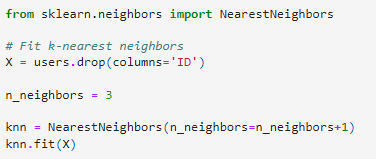 from sklearn.neighbors import NearestNeighbors
# Fit k-nearest neighbors
X = users.drop(columns='ID')
n_neighbors = 3
knn = NearestNeighbors(n_neighbors=n_neighbors+1)
knn.fit(X)